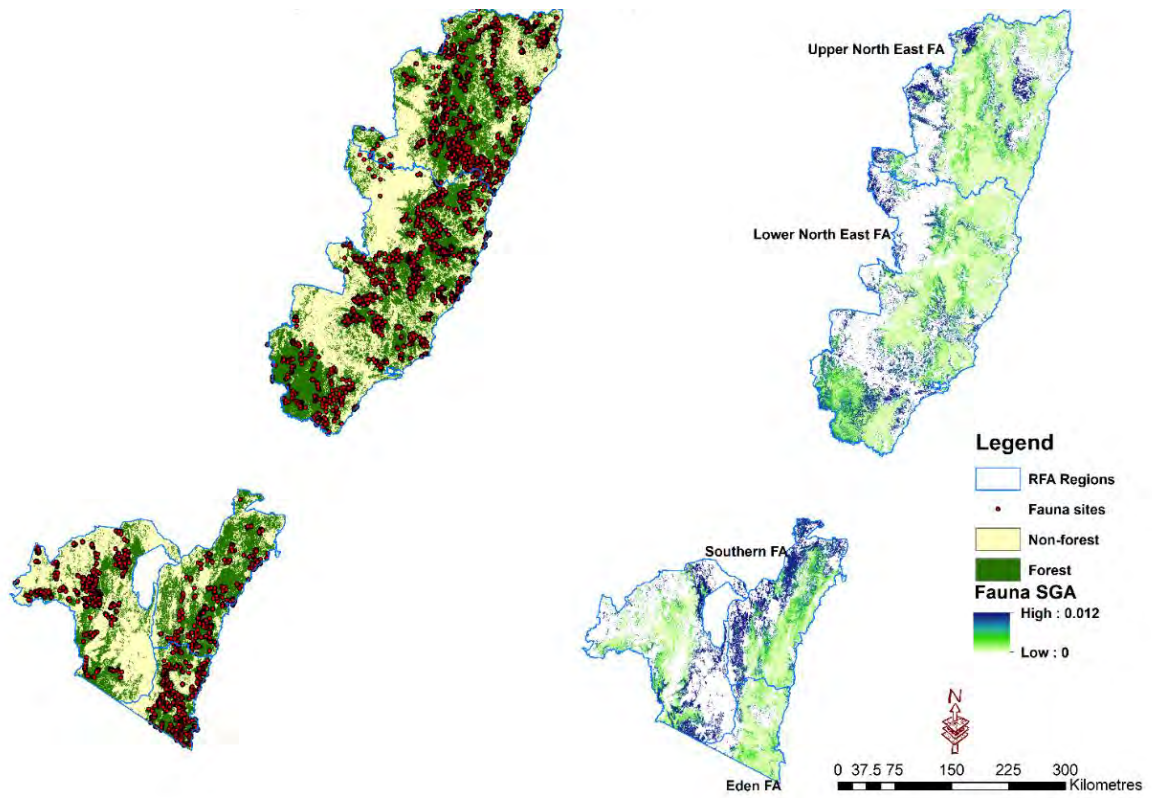 Upper North East FA
Lower North East FA
Legend
RFA Regions
Fauna sites
Non-forest
Forest
Fauna SGA
High : 0.012
Low : 0
Southern FA
Eden FA
N
0 37.5 75 150 225 300
Kilometres